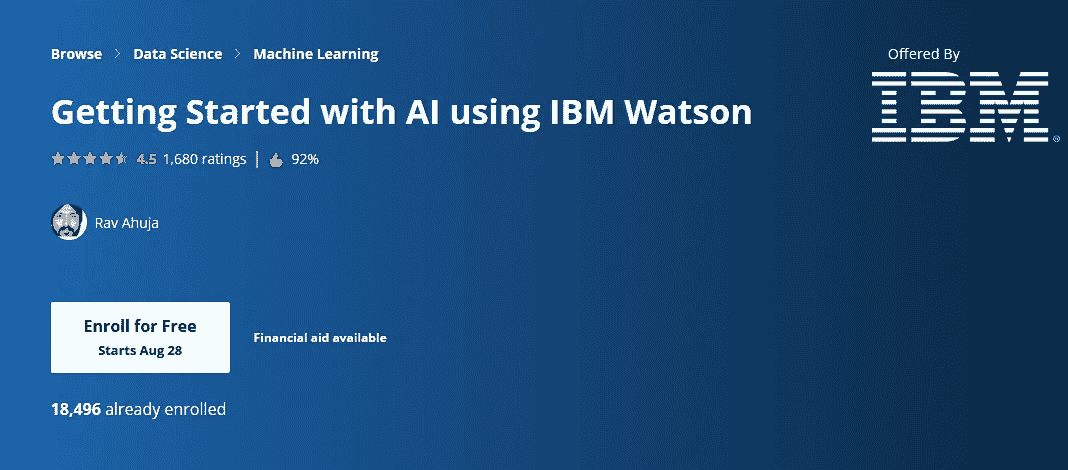 Browse > Data Science > Machine Learning
Offered By
IBM®
Getting Started with AI using IBM Watson
4.5 1,680 ratings | 92%
Rav Ahuja
Enroll for Free
Starts Aug 28
Financial aid available
18,496 already enrolled